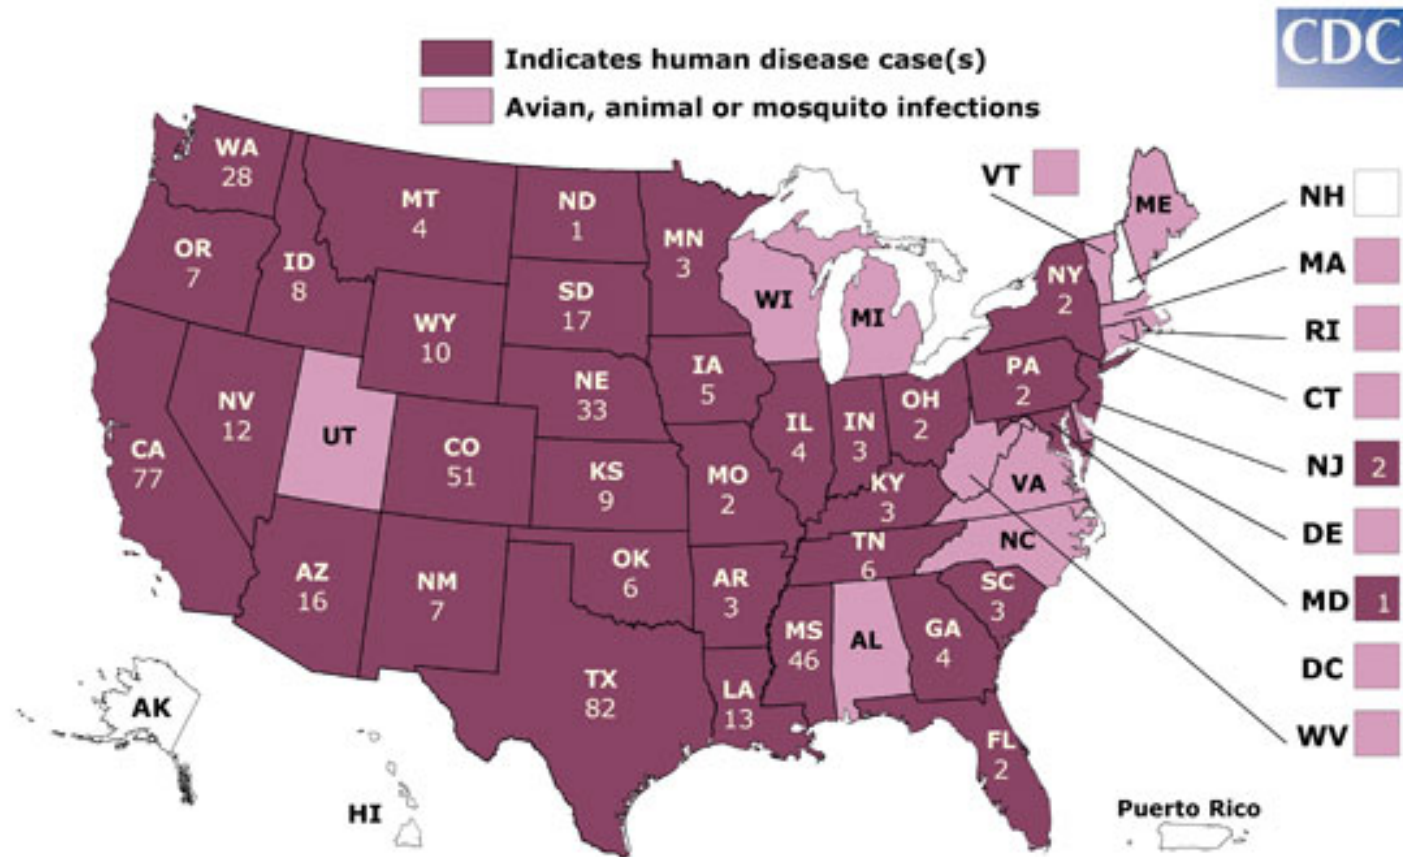 CDC
Indicates human disease case(s)
Avian, animal or mosquito infections
WA
28
MT
4
ND
1
MN
3
VT
ME
NH
OR
7
ID
8
SD
17
WI
MI
NY
2
MA
WY
10
RI
IA
5
PA
2
NE
33
NV
12
UT
CO
51
IL
4
IN
3
OH
2
CT
CA
77
KS
9
MO
2
KY
3
VA
NJ 2
AZ
16
NM
7
OK
6
AR
3
TN
6
NC
DE
SC
3
MD 1
MS
46
AL
GA
4
TX
82
LA
13
DC
AK
FL
2
WV
HI
Puerto Rico